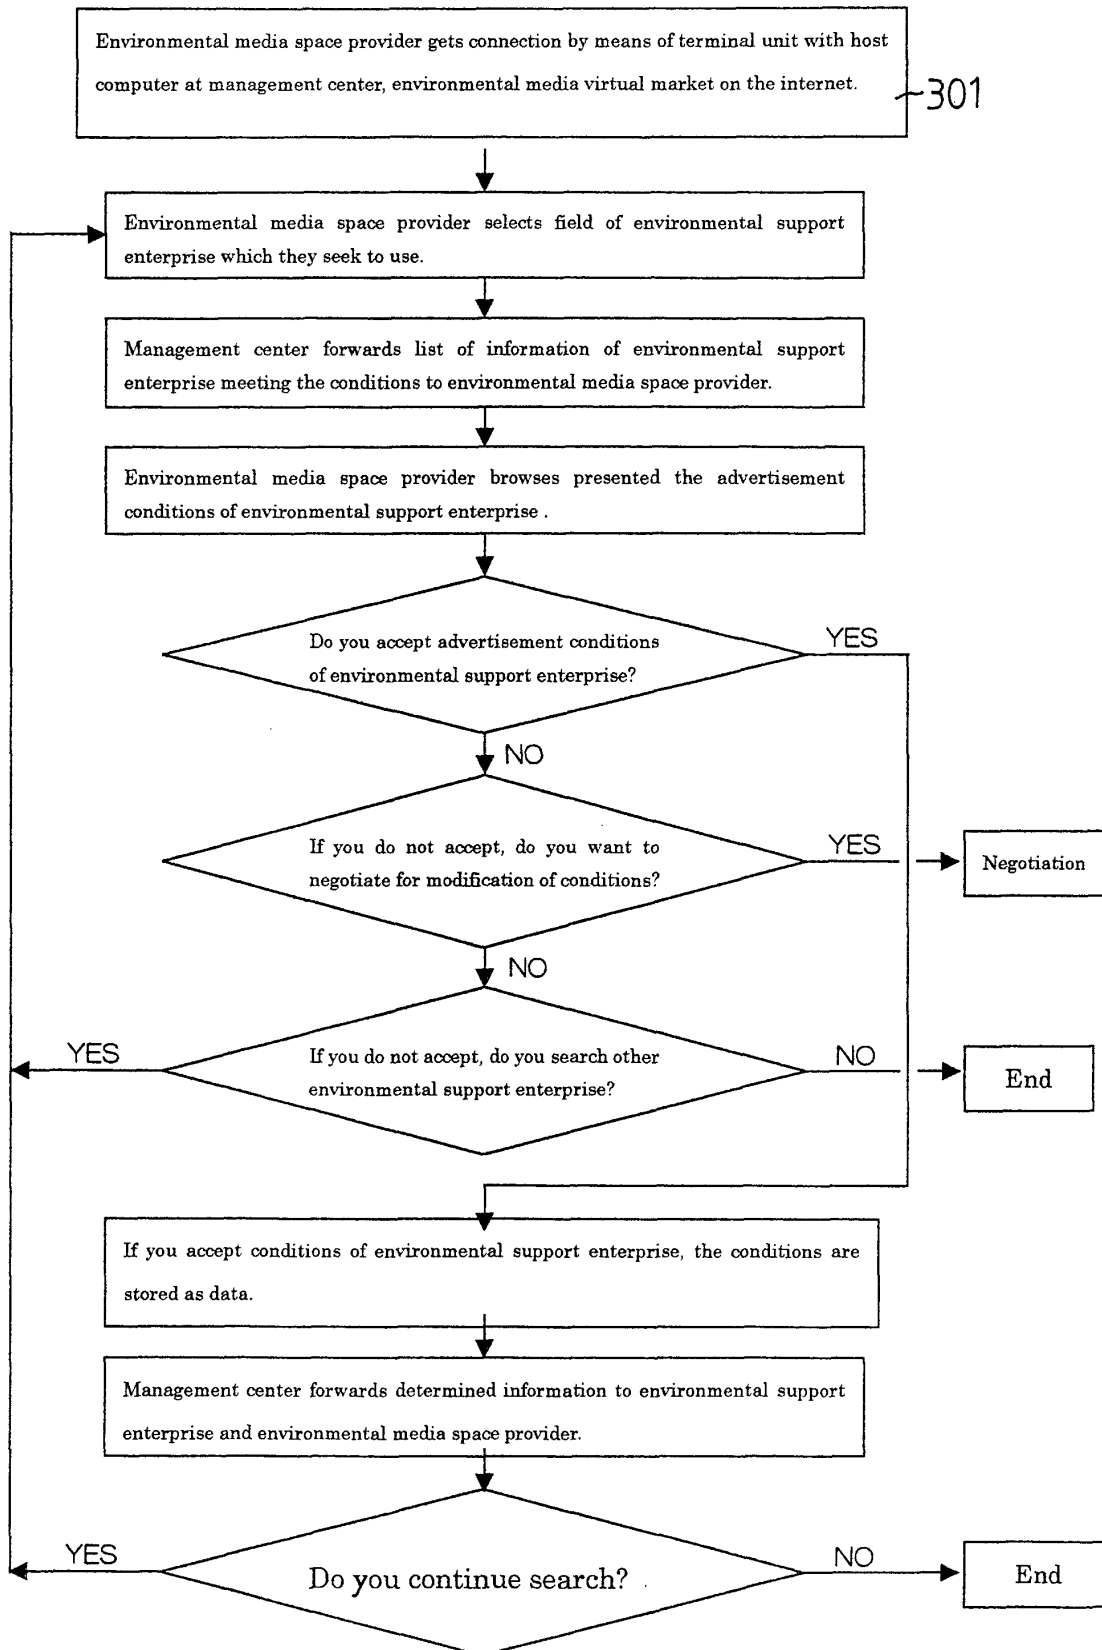 Environmental media space provider gets connection by means of terminal unit with host
computer at management center, environmental media virtual market on the internet.
301
Environmental media space provider selects field of environmental support
enterprise which they seek to use.
Management center forwards list of information of environmental support
enterprise meeting the conditions to environmental media space provider.
Environmental media space provider browses presented the advertisement
conditions of environmental support enterprise .
Do you accept advertisement conditions
of environmental support enterprise?
YES
NO
If you do not accept, do you want to
negotiate for modification of conditions?
YES
Negotiation
NO
YES
If you do not accept, do you search other
environmental support enterprise?
NO
End
If you accept conditions of environmental support enterprise, the conditions are
stored as data.
Management center forwards determined information to environmental support
enterprise and environmental media space provider.
YES
Do you continue search?
NO
End